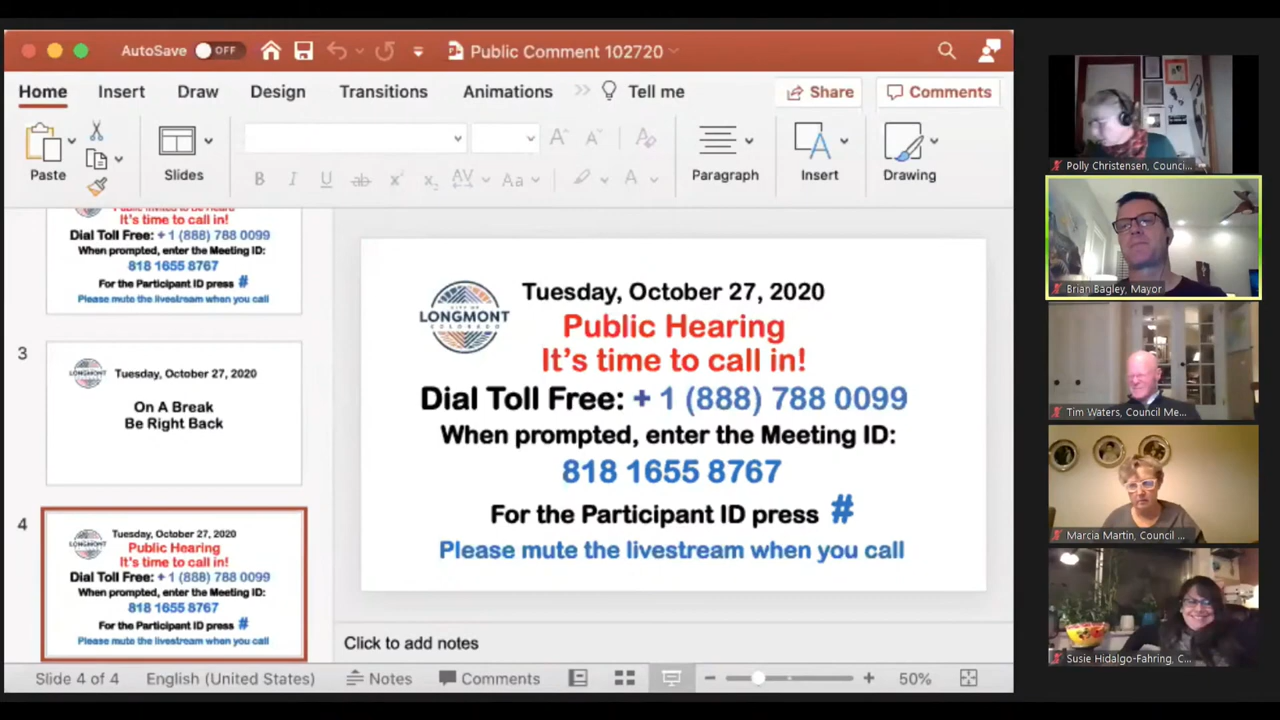 AutoSave OFF
Public Comment 102720
Home Insert Draw Design Transitions Animations Tell me Share Comments
Paste Slides Paragraph Insert Drawing
It's time to call in!
Dial Toll Free: + 1 (888) 788 0099
When prompted, enter the Meeting ID:
818 1655 8767
For the Participant ID press #
Please mute the livestream when you call
3
LONGMONT
Tuesday, October 27, 2020
On A Break
Be Right Back
4
LONGMONT
Tuesday, October 27, 2020
Public Hearing
It's time to call in!
Dial Toll Free: + 1 (888) 788 0099
When prompted, enter the Meeting ID:
818 1655 8767
For the Participant ID press #
Please mute the livestream when you call
CITY OF
LONGMONT
COLORADO
Tuesday, October 27, 2020
Public Hearing
It's time to call in!
Dial Toll Free: + 1 (888) 788 0099
When prompted, enter the Meeting ID:
818 1655 8767
For the Participant ID press #
Please mute the livestream when you call
Click to add notes
Slide 4 of 4 English (United States) Notes Comments 50%
Polly Christensen, Counci...
Brian Bagley, Mayor
Tim Waters, Council Me...
Marcia Martin, Council ...
Susie Hidalgo-Fahring, C...